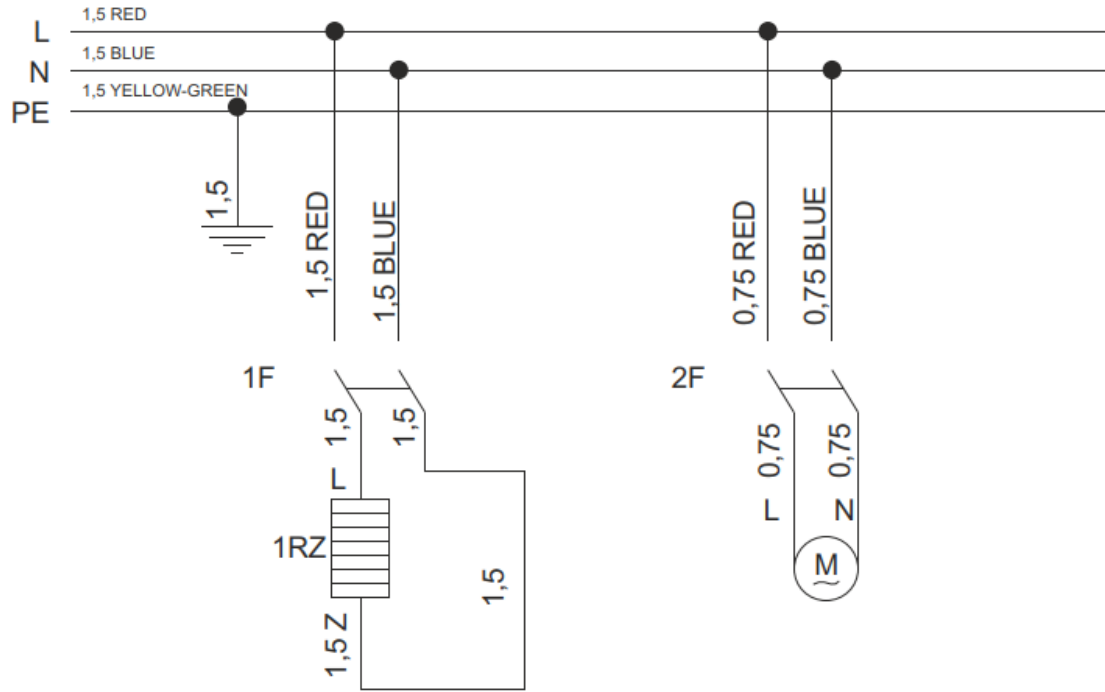 L
1,5 RED
N
1,5 BLUE
PE
1,5 YELLOW-GREEN
1,5
1,5 RED
1,5 BLUE
0,75 RED
0,75 BLUE
1F
2F
1,5
1,5
0,75
0,75
L
L
N
1RZ
M
1,5
1,5 Z